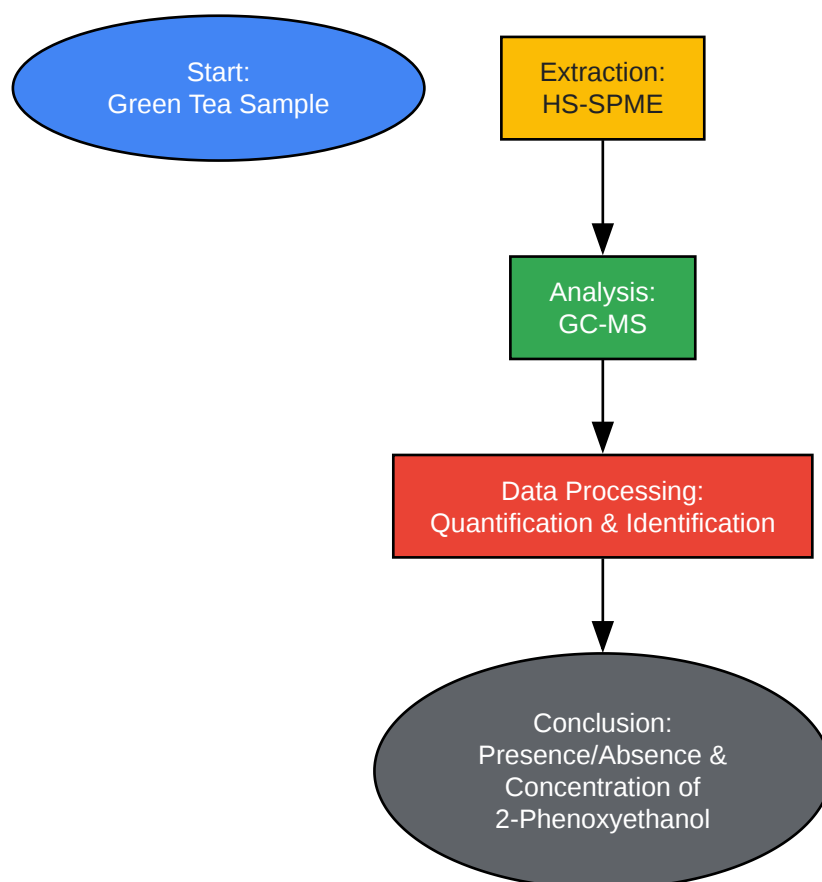 Start:
Green Tea Sample
Extraction:
HS-SPME
Analysis:
GC-MS
Data Processing:
Quantification & Identification
Conclusion:
Presence/Absence &
Concentration of
2-Phenoxyethanol